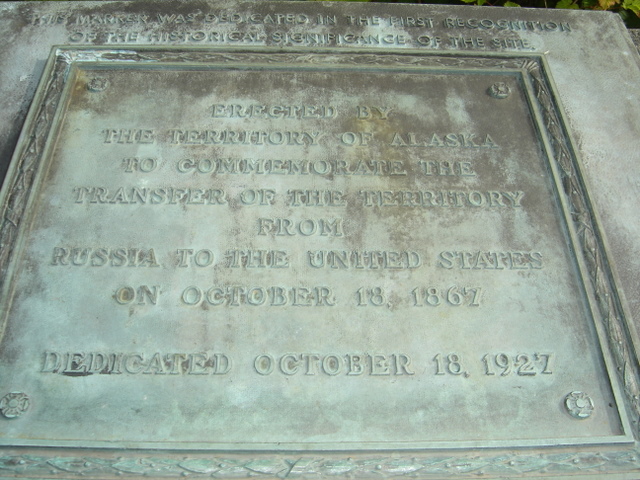 THIS MARKER WAS DEDICATED IN THE FIRST RECOGNITION
OF THE HISTORICAL SIGNIFICANCE OF THE SITE.
ERECTED BY
THE TERRITORY OF ALASKA
TO COMMEMORATE THE
TRANSFER OF THE TERRITORY
FROM
RUSSIA TO THE UNITED STATES
ON OCTOBER 18, 1867
DEDICATED OCTOBER 18, 1927